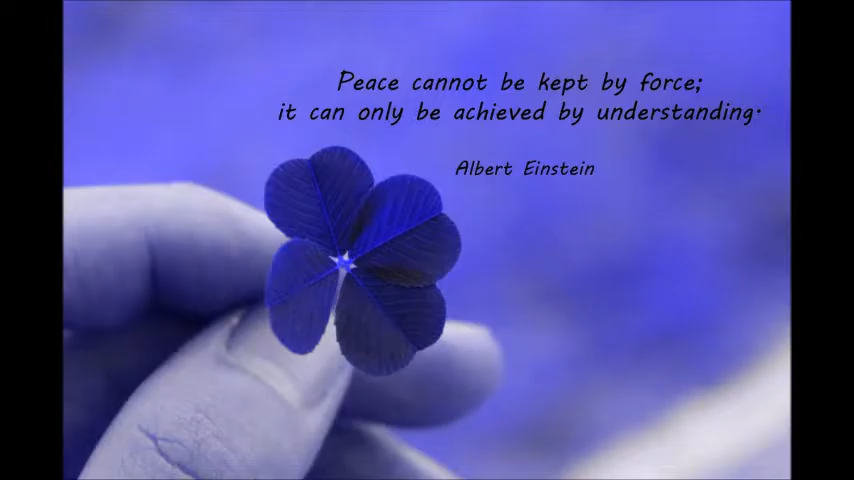 Peace cannot be kept by force;
it can only be achieved by understanding.
Albert Einstein